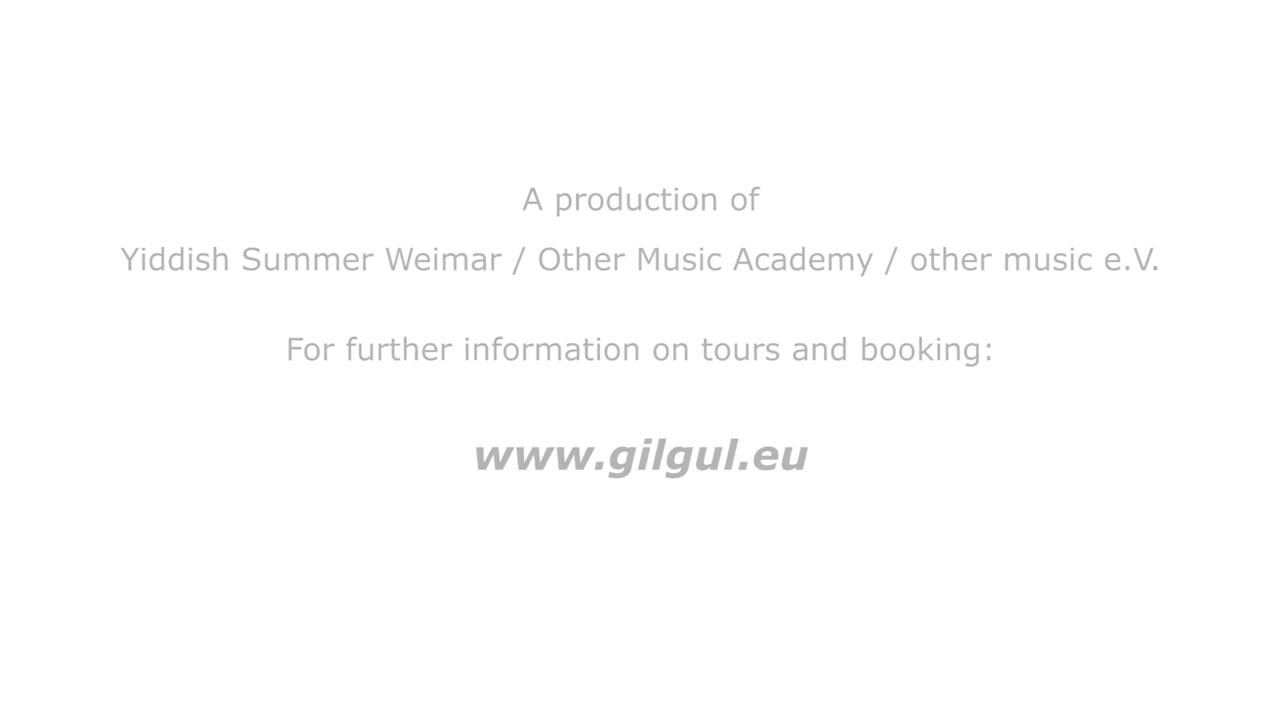 A production of
Yiddish Summer Weimar / Other Music Academy / other music e.V.
For further information on tours and booking:
www.gilgul.eu